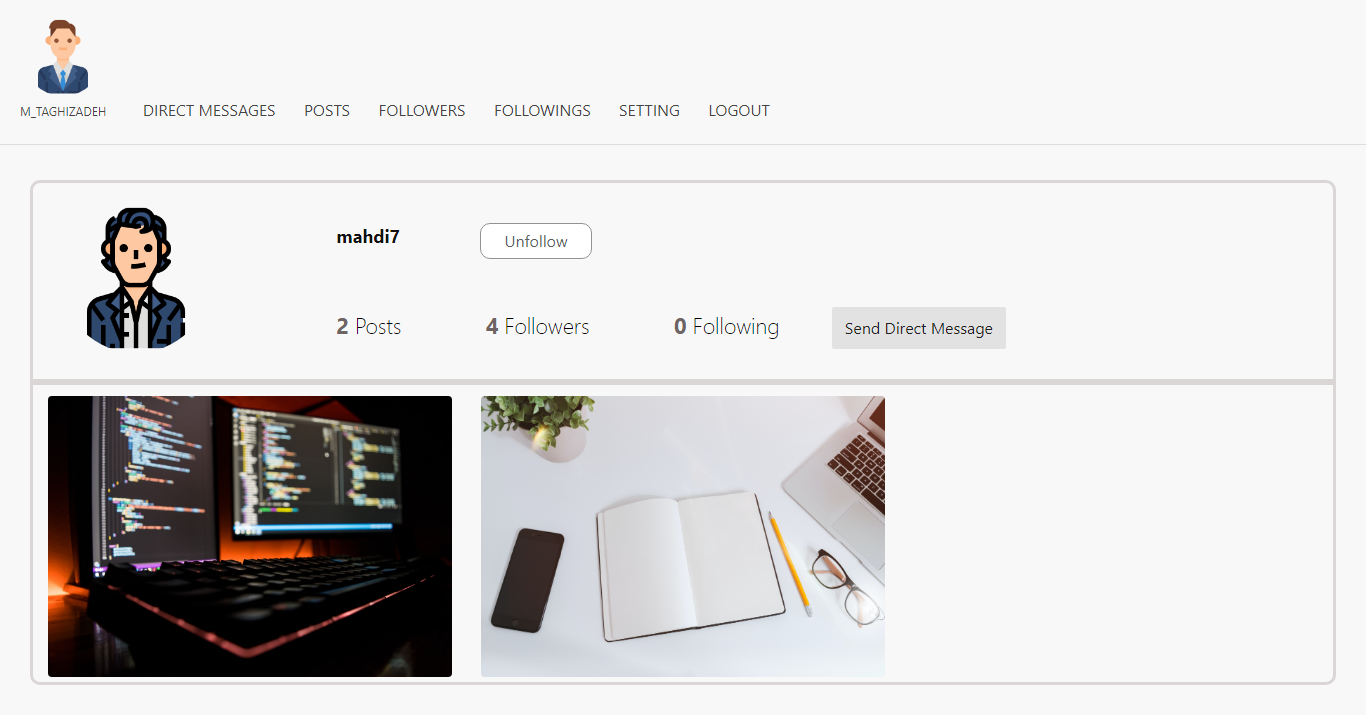 M_TAGHIZADEH DIRECT MESSAGES POSTS FOLLOWERS FOLLOWINGS SETTING LOGOUT
mahdi7 Unfollow
2 Posts 4 Followers 0 Following Send Direct Message